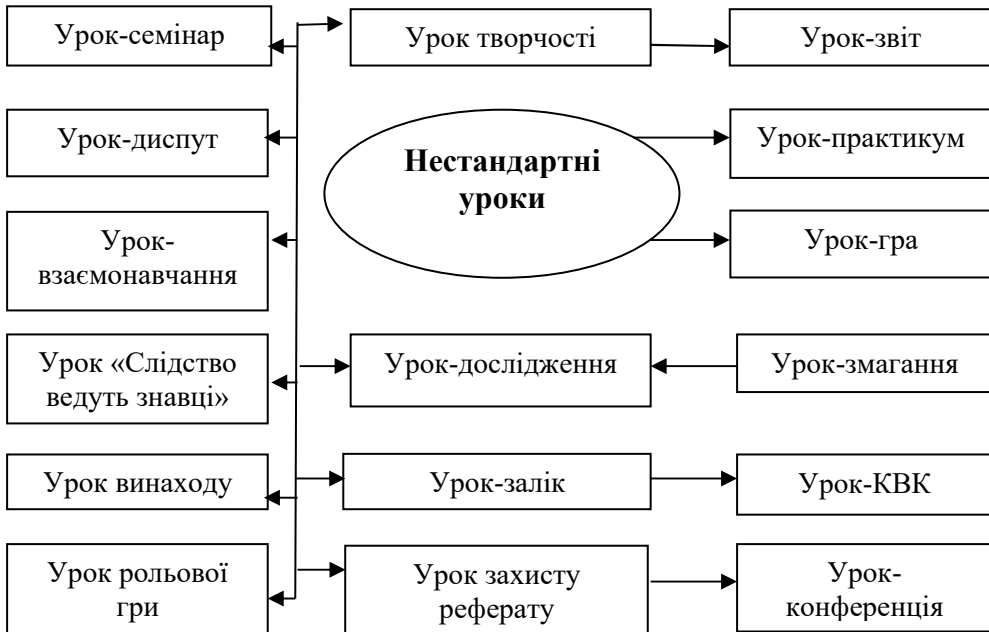 Урок-семінар
Урок творчості
Урок-звіт
Урок-диспут
Нестандартні
уроки
Урок-практикум
Урок-
взаємонавчання
Урок-гра
Урок «Слідство
ведуть знавці»
Урок-дослідження
Урок-змагання
Урок винаходу
Урок-залік
Урок-КВК
Урок рольової
гри
Урок захисту
реферату
Урок-
конференція